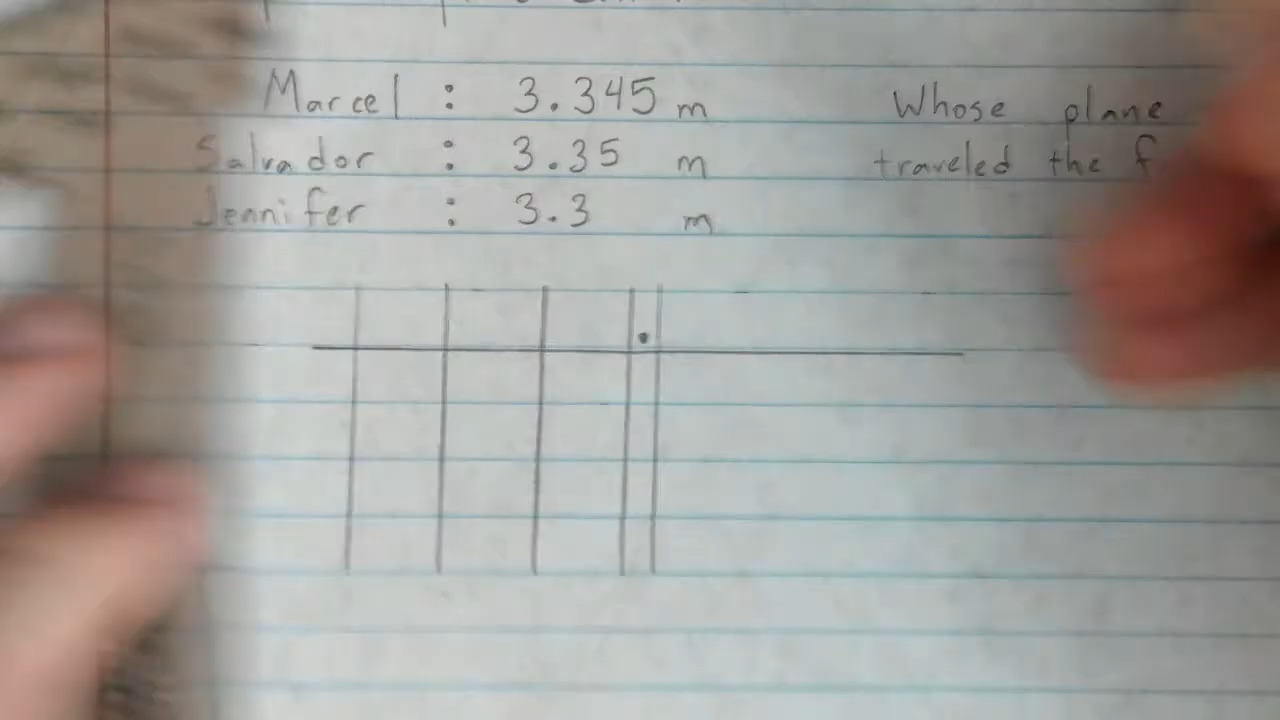 Marcel : 3.345 m
Salvador : 3.35 m
Jennifer : 3.3 m
Whose plane
traveled the f
.